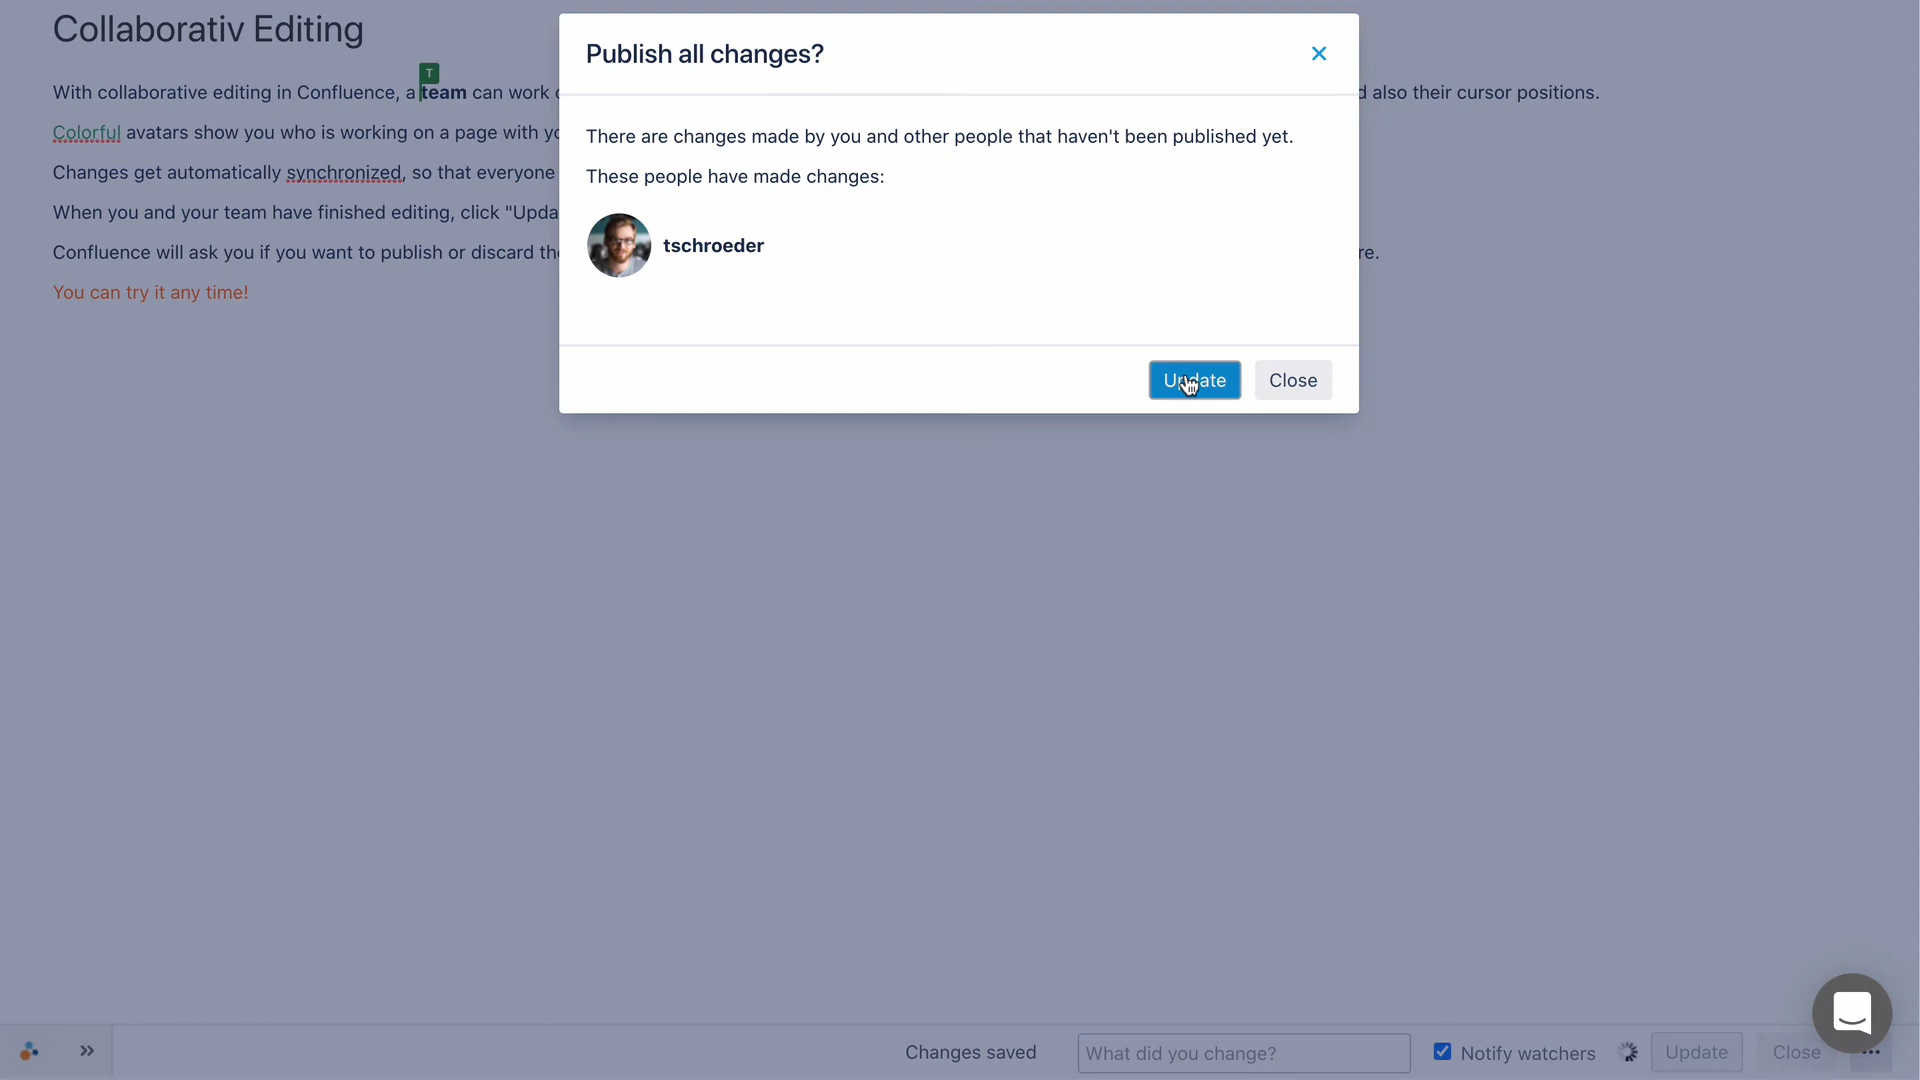 Collaborativ Editing
Publish all changes?
T
With collaborative editing in Confluence, a team can work
also their cursor positions.
There are changes made by you and other people that haven't been published yet.
Colorful avatars show you who is working on a page with
These people have made changes:
Changes get automatically synchronized, so that everyone
When you and your team have finished editing, click "Upda
tschroeder
Confluence will ask you if you want to publish or discard
re.
You can try it any time!
Update
Close
Changes saved
What did you change?
Notify watchers
Update
Close